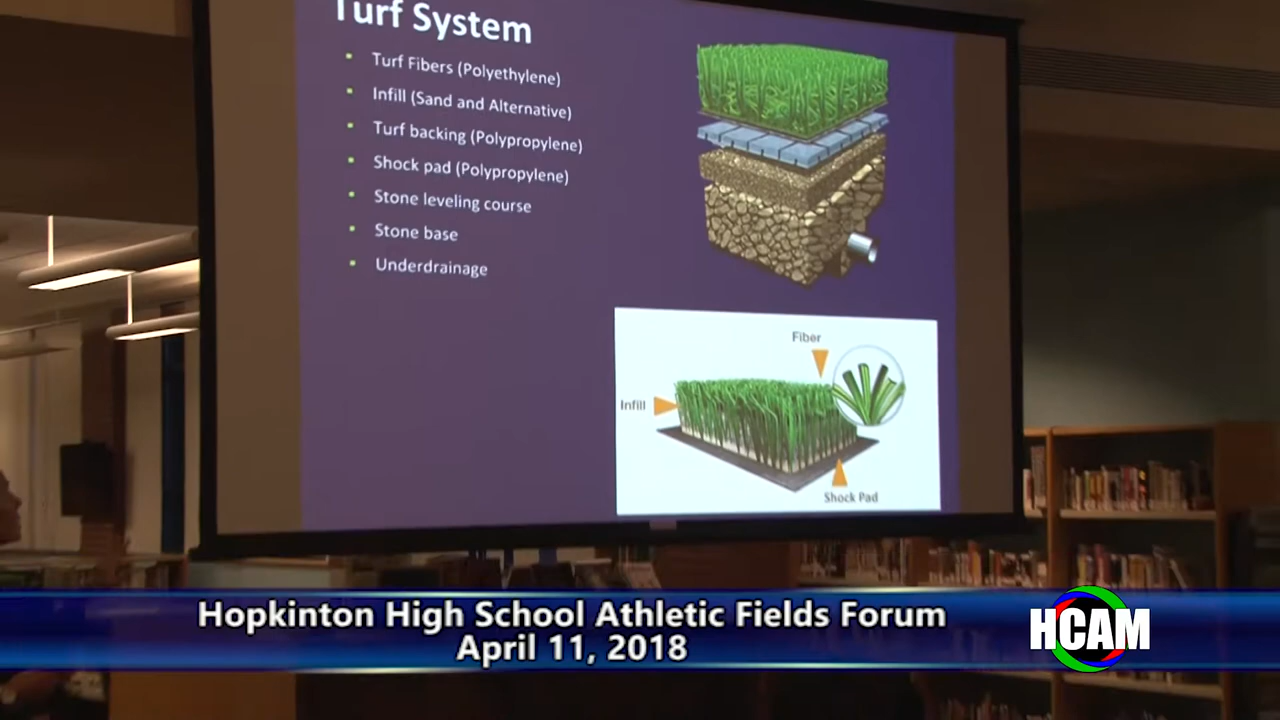 Turf System
Turf Fibers (Polyethylene)
Infill (Sand and Alternative)
Turf backing (Polypropylene)
Shock pad (Polypropylene)
Stone leveling course
Stone base
Underdrainage
Fiber
Infill
Shock Pad
Hopkinton High School Athletic Fields Forum
April 11, 2018
HCAM